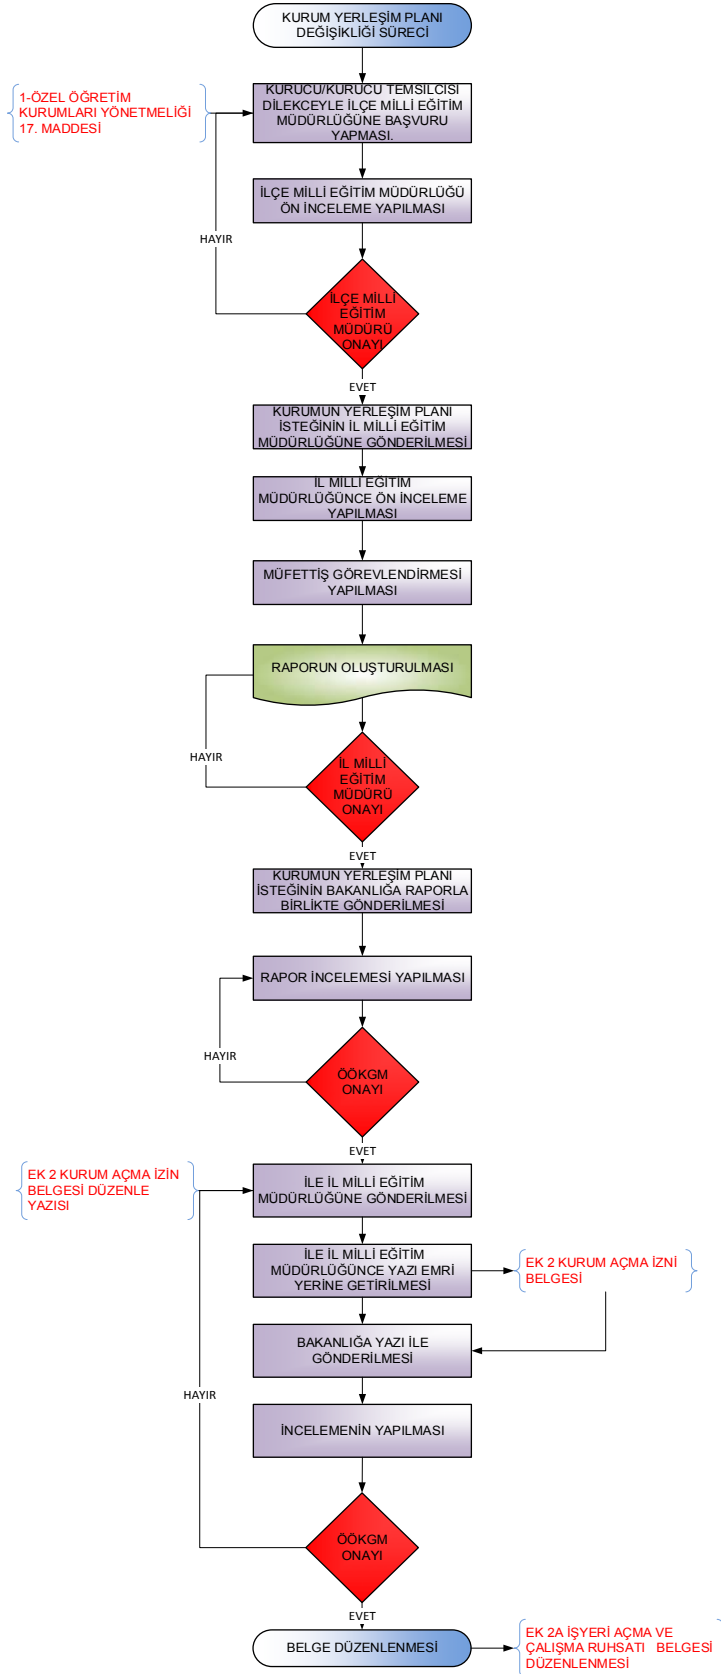 KURUM YERLEŞİM PLANI
DEĞİŞİKLİĞİ SÜRECİ
1-ÖZEL ÖĞRETİM
KURUMLARI YÖNETMELİĞİ
17. MADDESİ
KURUCU/KURUCU TEMSİLCİSİ
DİLEKCEYLE İLÇE MİLLİ EĞİTİM
MÜDÜRLÜĞÜNE BAŞVURU
YAPMASI.
İLÇE MİLLİ EĞİTİM MÜDÜRLÜĞÜ
ÖN İNCELEME YAPILMASI
HAYIR
İLÇE MİLLİ
EĞİTİM
MÜDÜRÜ
ONAYI
EVET
KURUMUN YERLEŞİM PLANI
İSTEĞİNİN İL MİLLİ EĞİTİM
MÜDÜRLÜĞÜNE GÖNDERİLMESİ
İL MİLLİ EĞİTİM
MÜDÜRLÜĞÜNCE ÖN İNCELEME
YAPILMASI
MÜFETTİŞ GÖREVLENDİRMESİ
YAPILMASI
RAPORUN OLUŞTURULMASI
HAYIR
İL MİLLİ
EĞİTİM
MÜDÜRÜ
ONAYI
EVET
KURUMUN YERLEŞİM PLANI
İSTEĞİNİN BAKANLIĞA RAPORLA
BİRLİKTE GÖNDERİLMESİ
RAPOR İNCELEMESİ YAPILMASI
HAYIR
ÖÖKGM
ONAYI
EVET
EK 2 KURUM AÇMA İZİN
BELGESİ DÜZENLE
YAZISI
İLE İL MİLLİ EĞİTİM
MÜDÜRLÜĞÜNE GÖNDERİLMESİ
İLE İL MİLLİ EĞİTİM
MÜDÜRLÜĞÜNCE YAZI EMRİ
YERİNE GETİRİLMESİ
EK 2 KURUM AÇMA İZNİ
BELGESİ
BAKANLIĞA YAZI İLE
GÖNDERİLMESİ
HAYIR
İNCELEMENİN YAPILMASI
ÖÖKGM
ONAYI
EVET
BELGE DÜZENLENMESİ
EK 2A İŞYERİ AÇMA VE
ÇALIŞMA RUHSATI BELGESİ
DÜZENLENMESİ